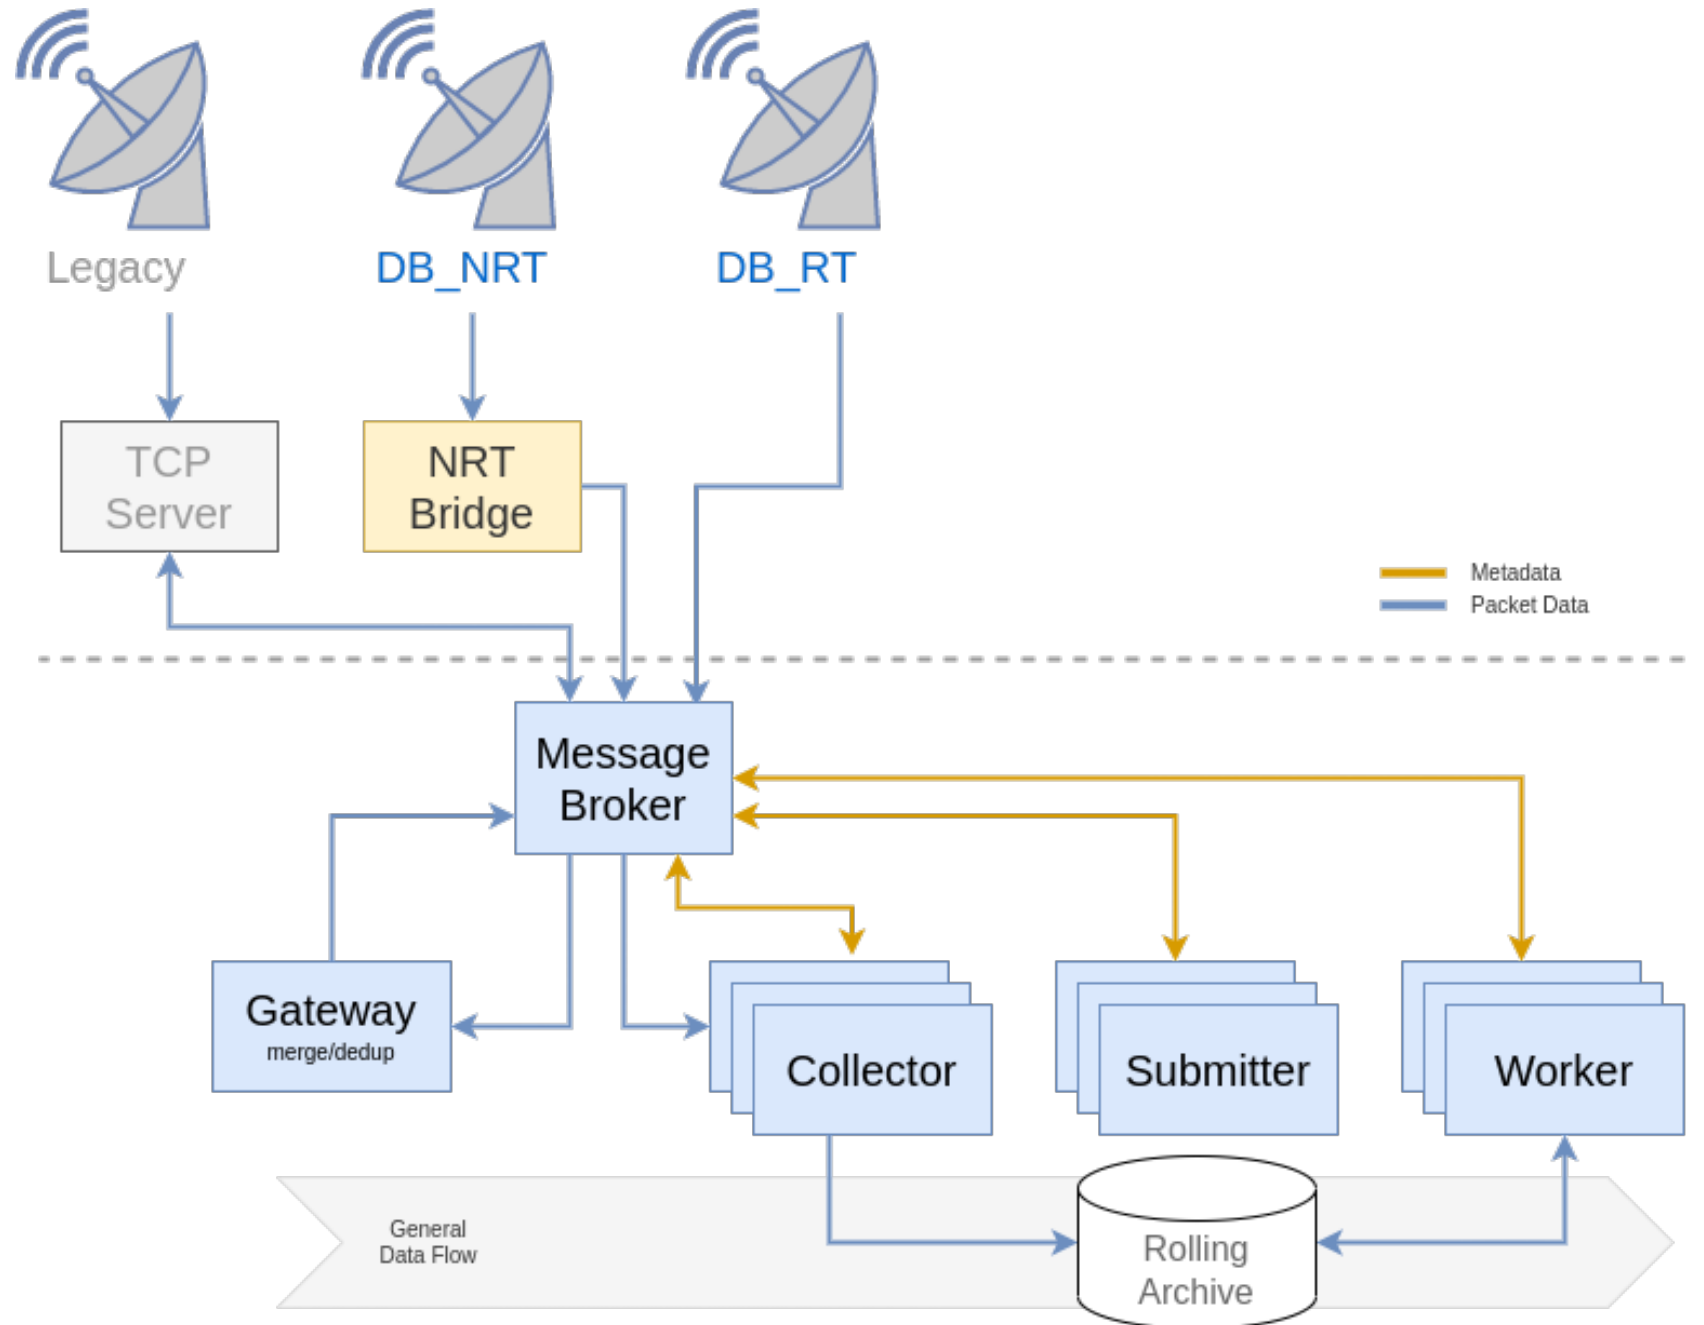 Legacy
DB_NRT
DB_RT
TCP
Server
NRT
Bridge
Metadata
Packet Data
Message
Broker
Gateway
merge/dedup
Collector
Submitter
Worker
General
Data Flow
Rolling
Archive